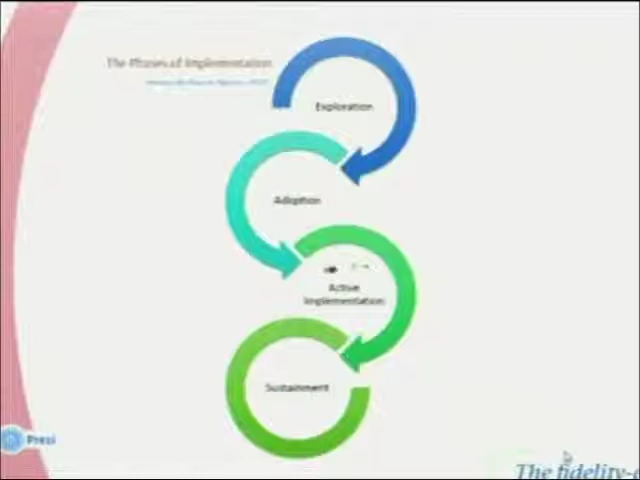 The Phases of Implementation
Exploration
Adoption
Active
Implementation
Sustainment
Prezi
The fidelity-